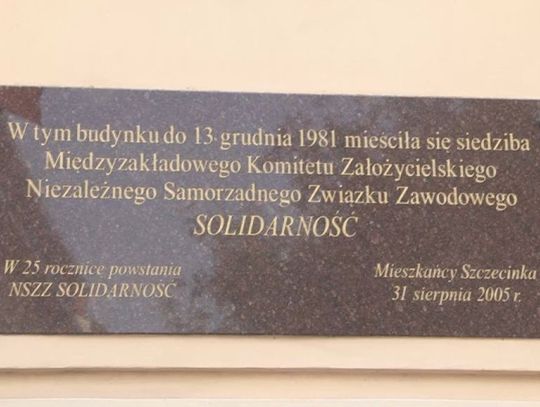 W tym budynku do 13 grudnia 1981 mieściła się siedziba
Międzyzakładowego Komitetu Założycielskiego
Niezależnego Samorządnego Związku Zawodowego
SOLIDARNOŚĆ
W 25 rocznicę powstania
NSZZ SOLIDARNOŚĆ
Mieszkańcy Szczecinka
31 sierpnia 2005 r.